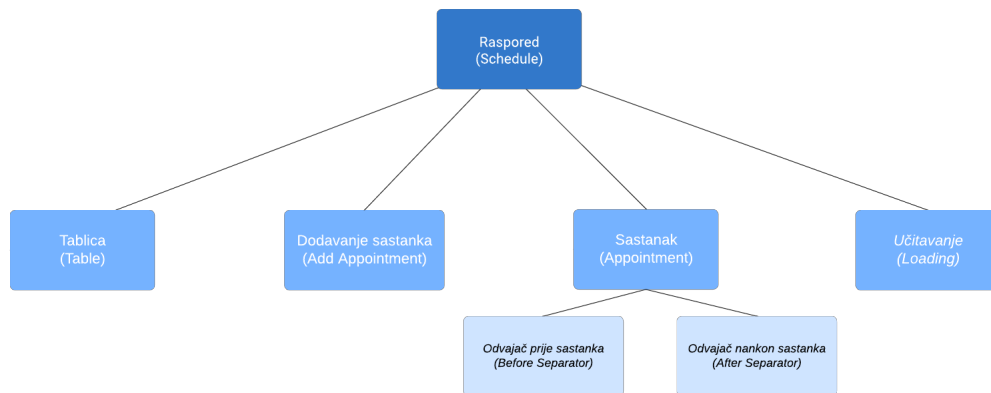 Raspored
(Schedule)
Tablica
(Table)
Dodavanje sastanka
(Add Appointment)
Sastanak
(Appointment)
Učitavanje
(Loading)
Odvajač prije sastanka
(Before Separator)
Odvajač nankon sastanka
(After Separator)